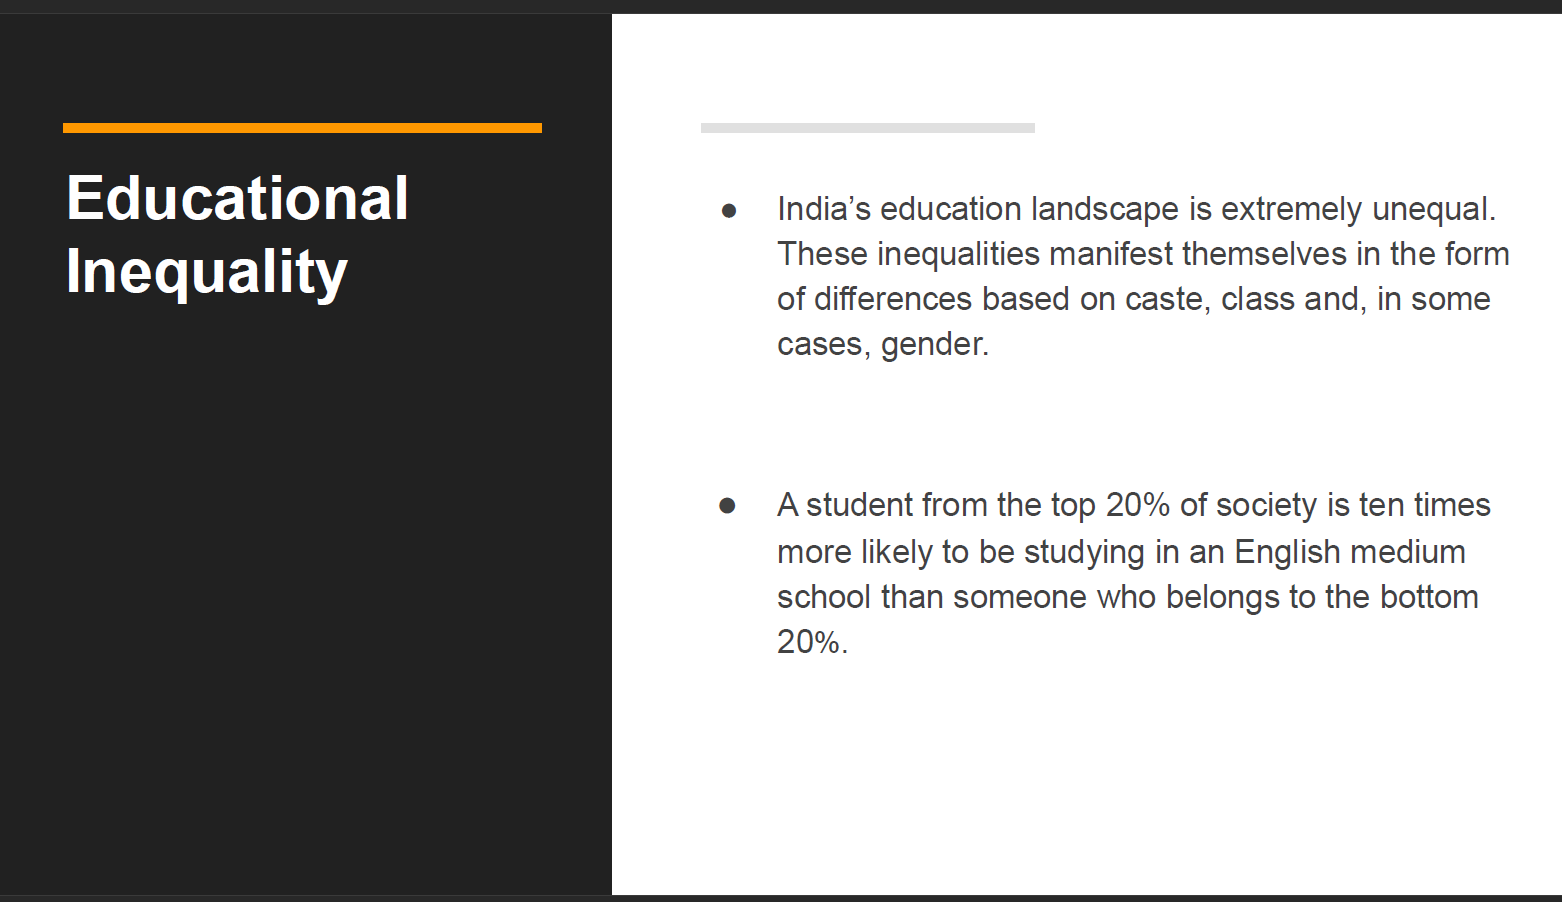 Educational
Inequality
● India’s education landscape is extremely unequal.
These inequalities manifest themselves in the form
of differences based on caste, class and, in some
cases, gender.
● A student from the top 20% of society is ten times
more likely to be studying in an English medium
school than someone who belongs to the bottom
20%.